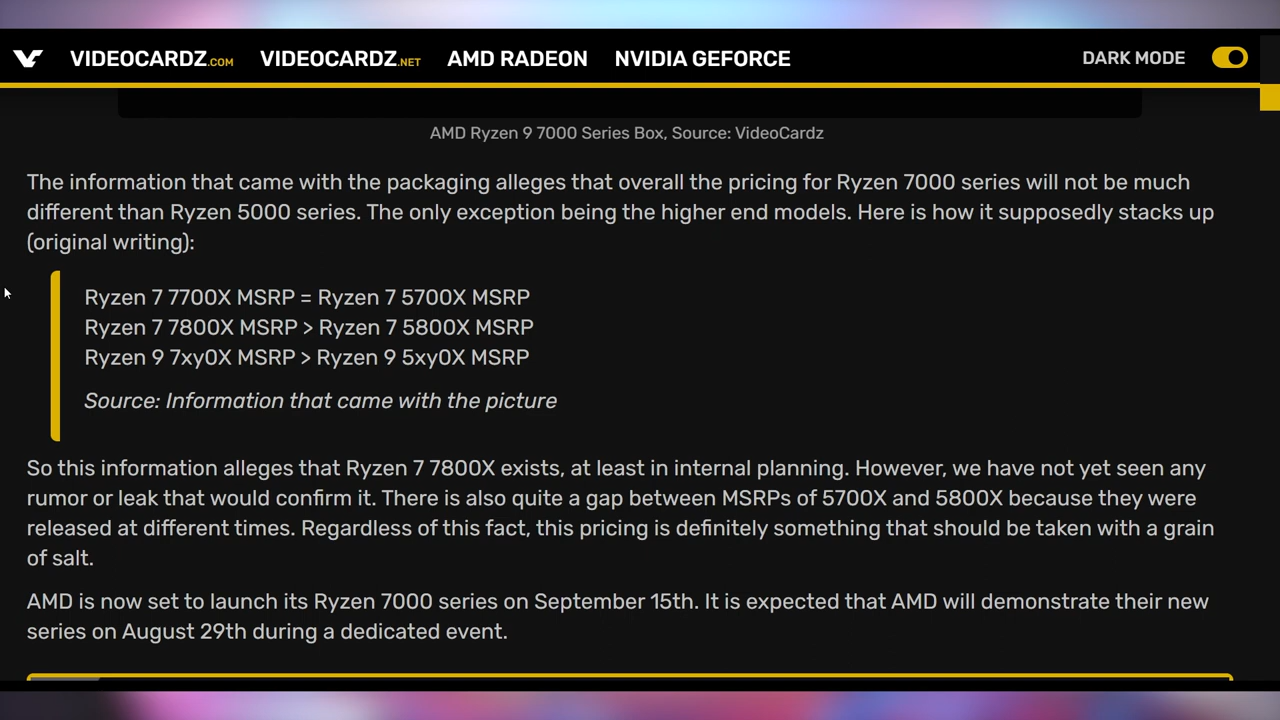 VIDEOCARDZ.COM VIDEOCARDZ.NET AMD RADEON NVIDIA GEFORCE DARK MODE
AMD Ryzen 9 7000 Series Box, Source: VideoCardz
The information that came with the packaging alleges that overall the pricing for Ryzen 7000 series will not be much
different than Ryzen 5000 series. The only exception being the higher end models. Here is how it supposedly stacks up
(original writing):
Ryzen 7 7700X MSRP = Ryzen 7 5700X MSRP
Ryzen 7 7800X MSRP > Ryzen 7 5800X MSRP
Ryzen 9 7xy0X MSRP > Ryzen 9 5xy0X MSRP
Source: Information that came with the picture
So this information alleges that Ryzen 7 7800X exists, at least in internal planning. However, we have not yet seen any
rumor or leak that would confirm it. There is also quite a gap between MSRPs of 5700X and 5800X because they were
released at different times. Regardless of this fact, this pricing is definitely something that should be taken with a grain
of salt.
AMD is now set to launch its Ryzen 7000 series on September 15th. It is expected that AMD will demonstrate their new
series on August 29th during a dedicated event.